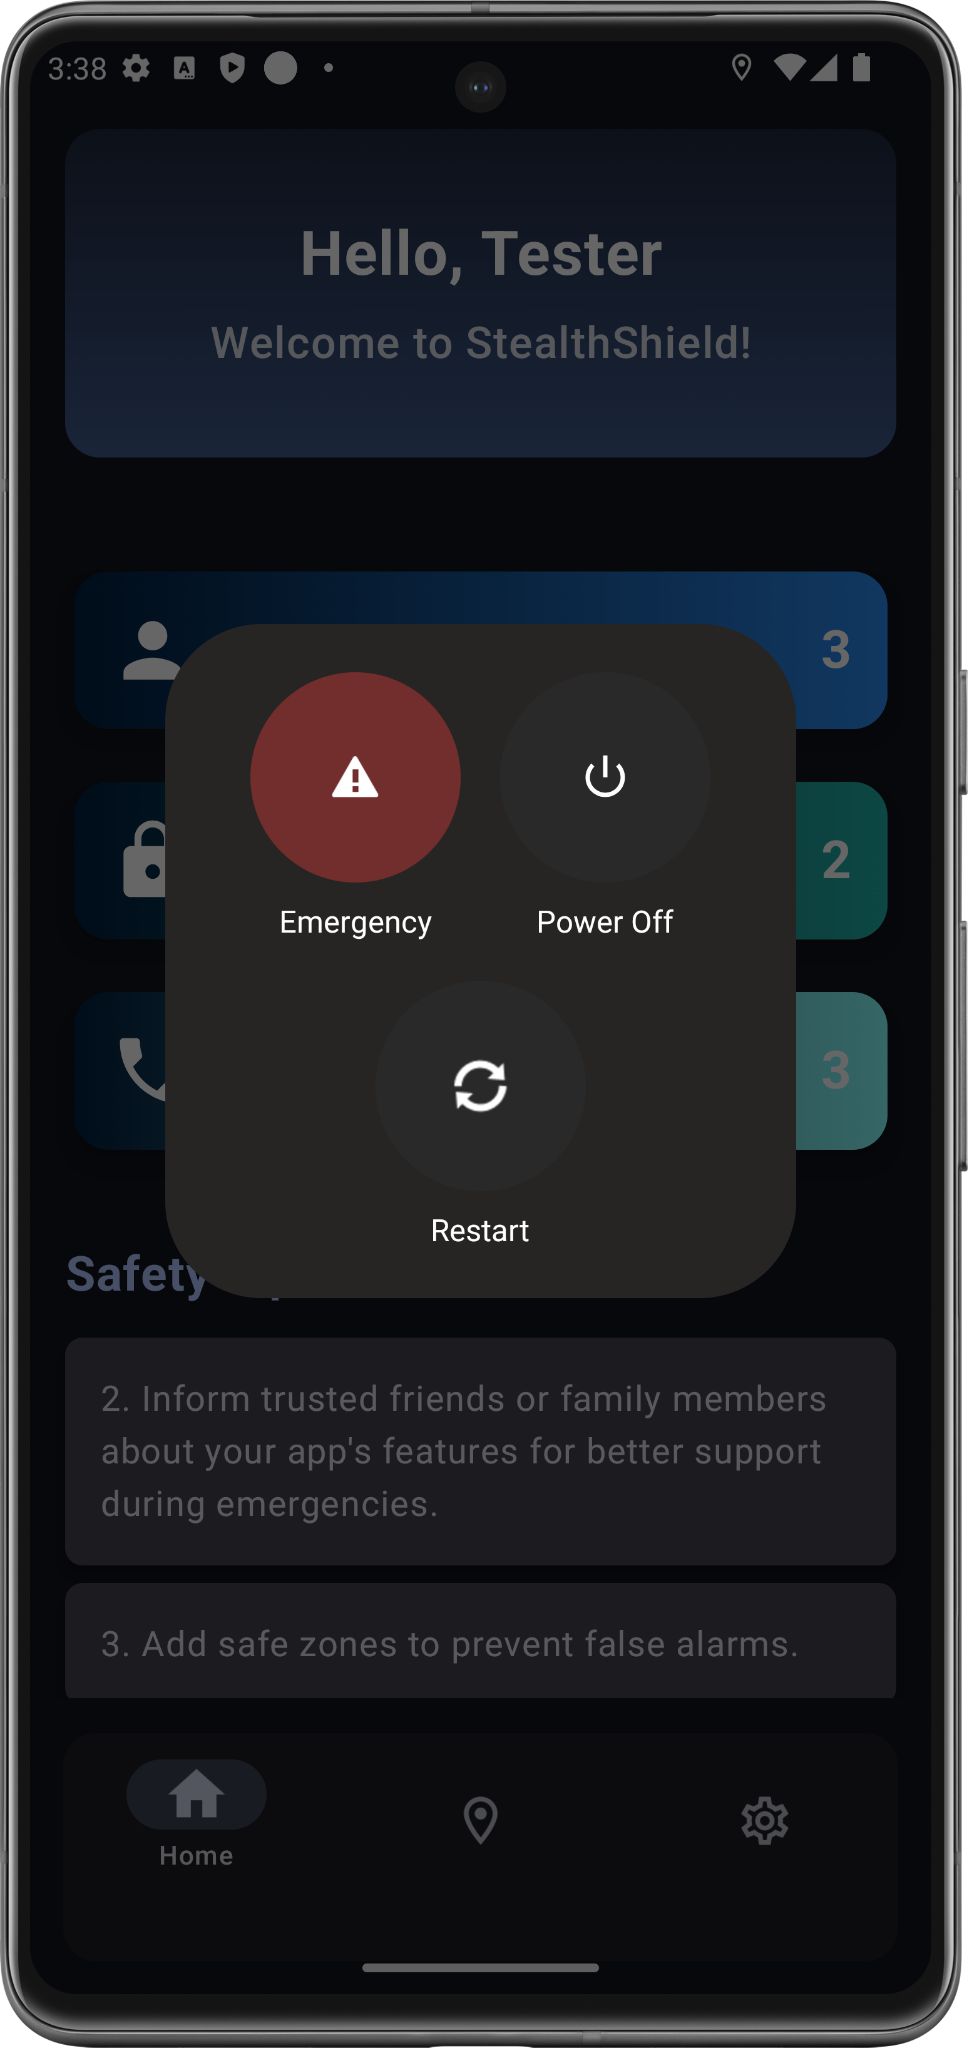 3:38
Hello, Tester
Welcome to StealthShield!
3
2
3
Emergency
Power Off
Restart
Safety
2. Inform trusted friends or family members
about your app's features for better support
during emergencies.
3. Add safe zones to prevent false alarms.
Home